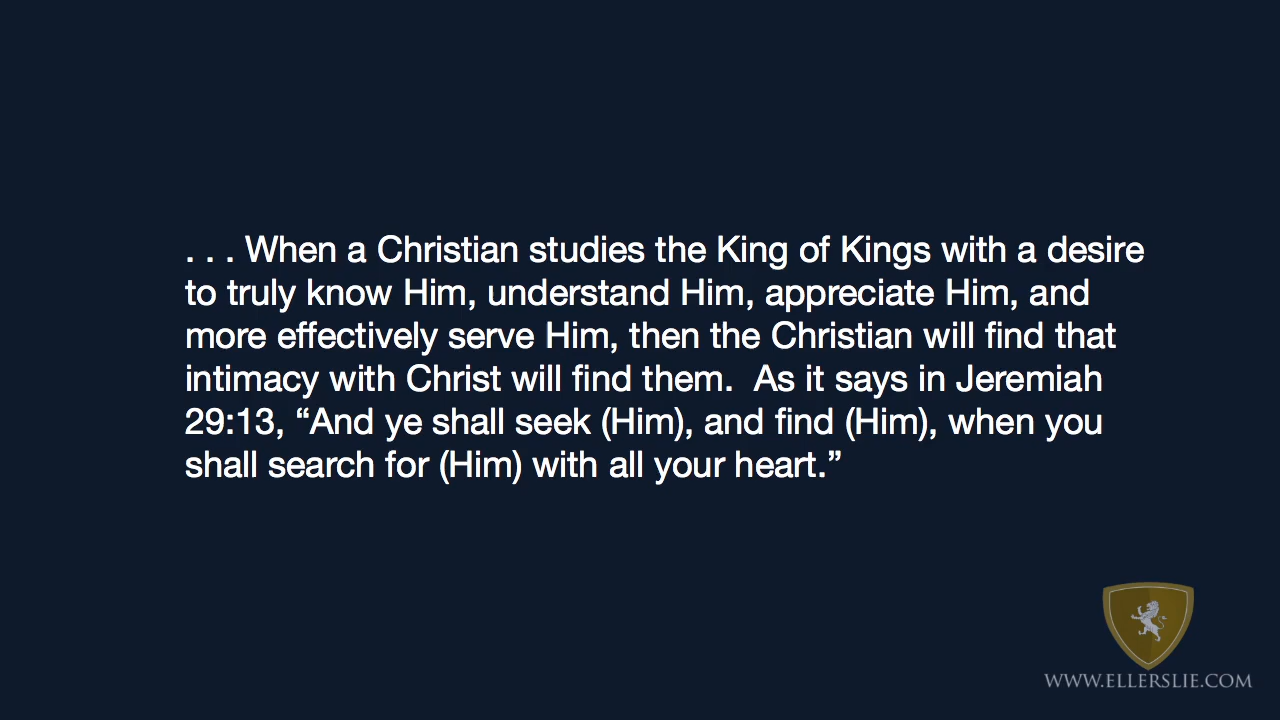 . . . When a Christian studies the King of Kings with a desire
to truly know Him, understand Him, appreciate Him, and
more effectively serve Him, then the Christian will find that
intimacy with Christ will find them.  As it says in Jeremiah
29:13, “And ye shall seek (Him), and find (Him), when you
shall search for (Him) with all your heart.”
WWW.ELLERSLIE.COM